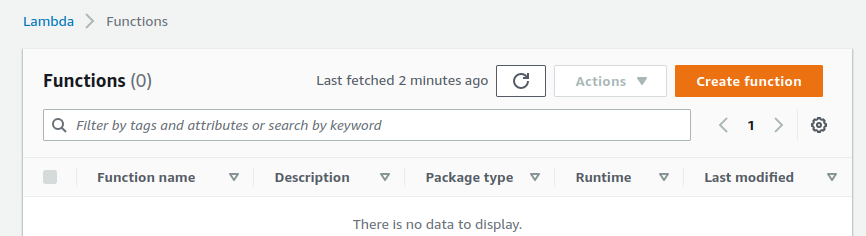 Lambda > Functions
Functions (0) Last fetched 2 minutes ago Actions Create function
Filter by tags and attributes or search by keyword 1
Function name Description Package type Runtime Last modified
There is no data to display.